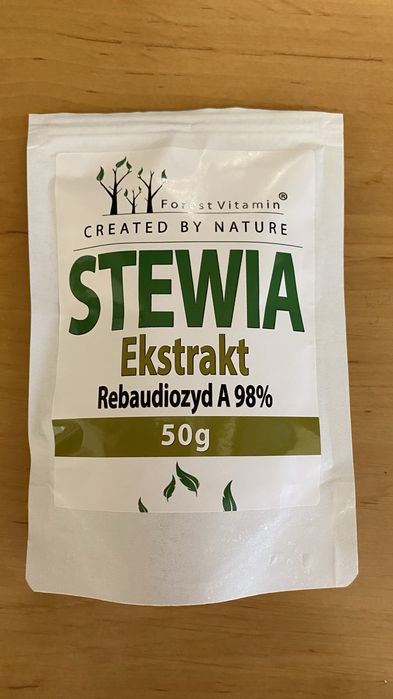 Forest Vitamin®
CREATED BY NATURE
STEWIA
Ekstrakt
Rebaudiozyd A 98%
50g